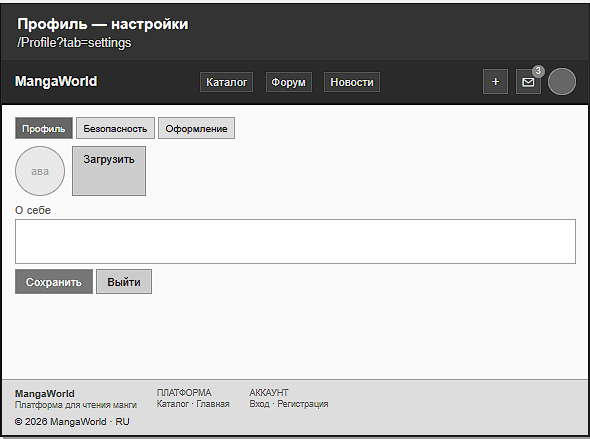 Профиль — настройки
/Profile?tab=settings
MangaWorld Каталог Форум Новости + 3
Профиль Безопасность Оформление
ава Загрузить
О себе
Сохранить Выйти
MangaWorld ПЛАТФОРМА АККАУНТ
Платформа для чтения манги Каталог · Главная Вход · Регистрация
© 2026 MangaWorld · RU